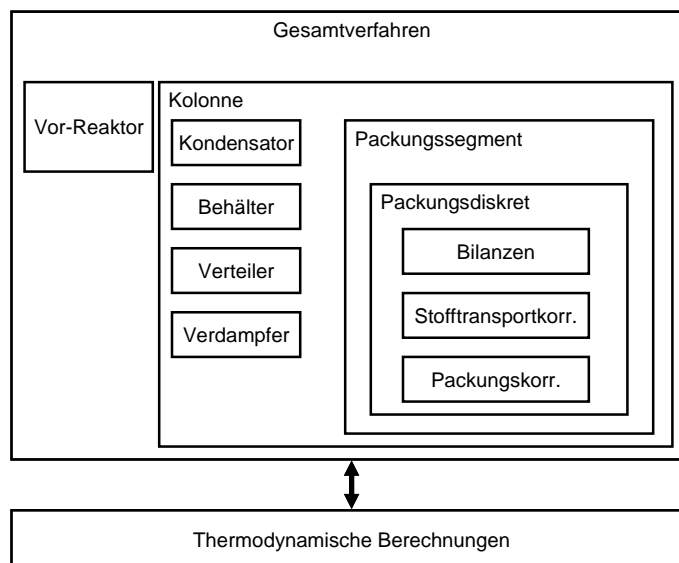 Gesamtverfahren
Vor-Reaktor
Kolonne
Kondensator
Behälter
Verteiler
Verdampfer
Packungssegment
Packungsdiskret
Bilanzen
Stofftransportkorr.
Packungskorr.
Thermodynamische Berechnungen